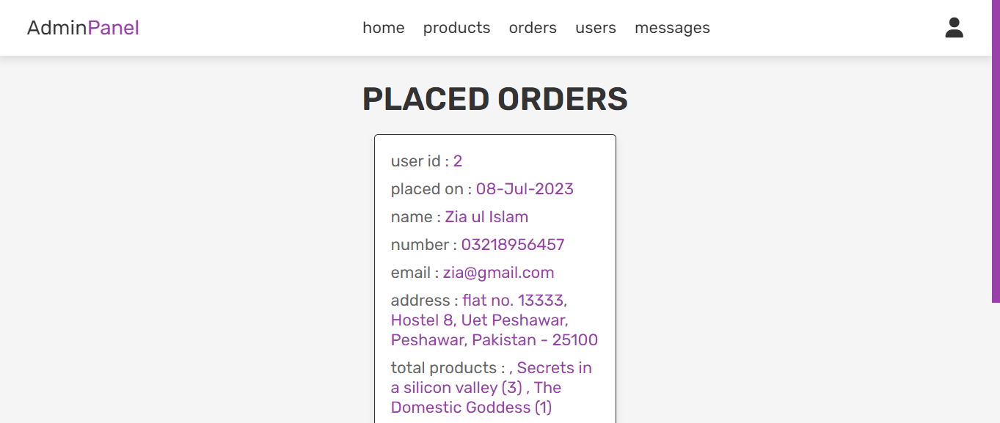 AdminPanel
home products orders users messages
PLACED ORDERS
user id : 2
placed on : 08-Jul-2023
name : Zia ul Islam
number : 03218956457
email : zia@gmail.com
address : flat no. 13333,
Hostel 8, Uet Peshawar,
Peshawar, Pakistan - 25100
total products : , Secrets in
a silicon valley (3) , The
Domestic Goddess (1)